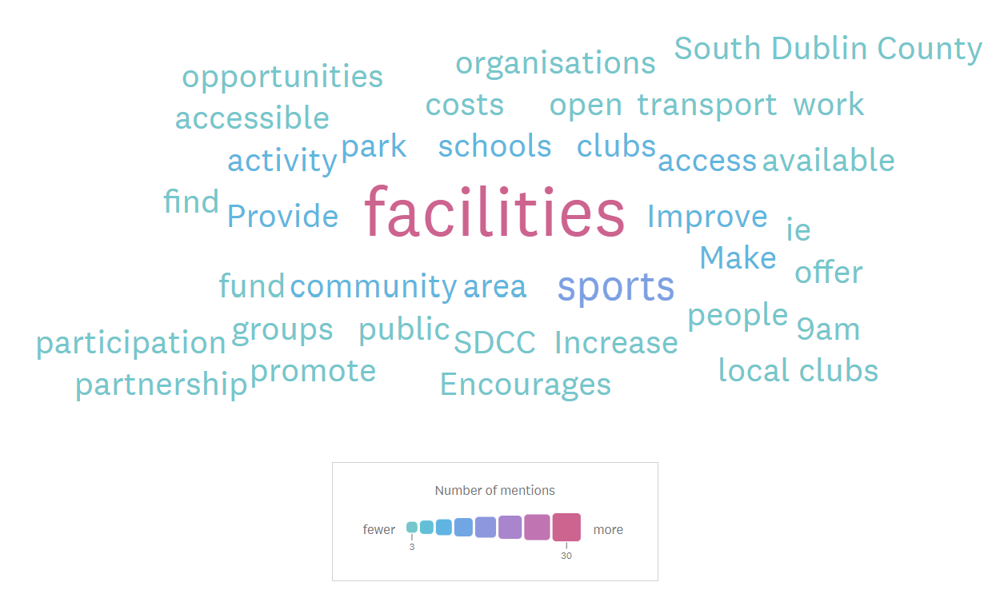 South Dublin County
organisations
opportunities
costs open transport work
accessible
park schools clubs
activity access available
find
Provide facilities Improve
ie
Make
offer
fund community area sports
people
groups public 9am
participation SDCC Increase
promote local clubs
partnership Encourages
Number of mentions
fewer more
3
30